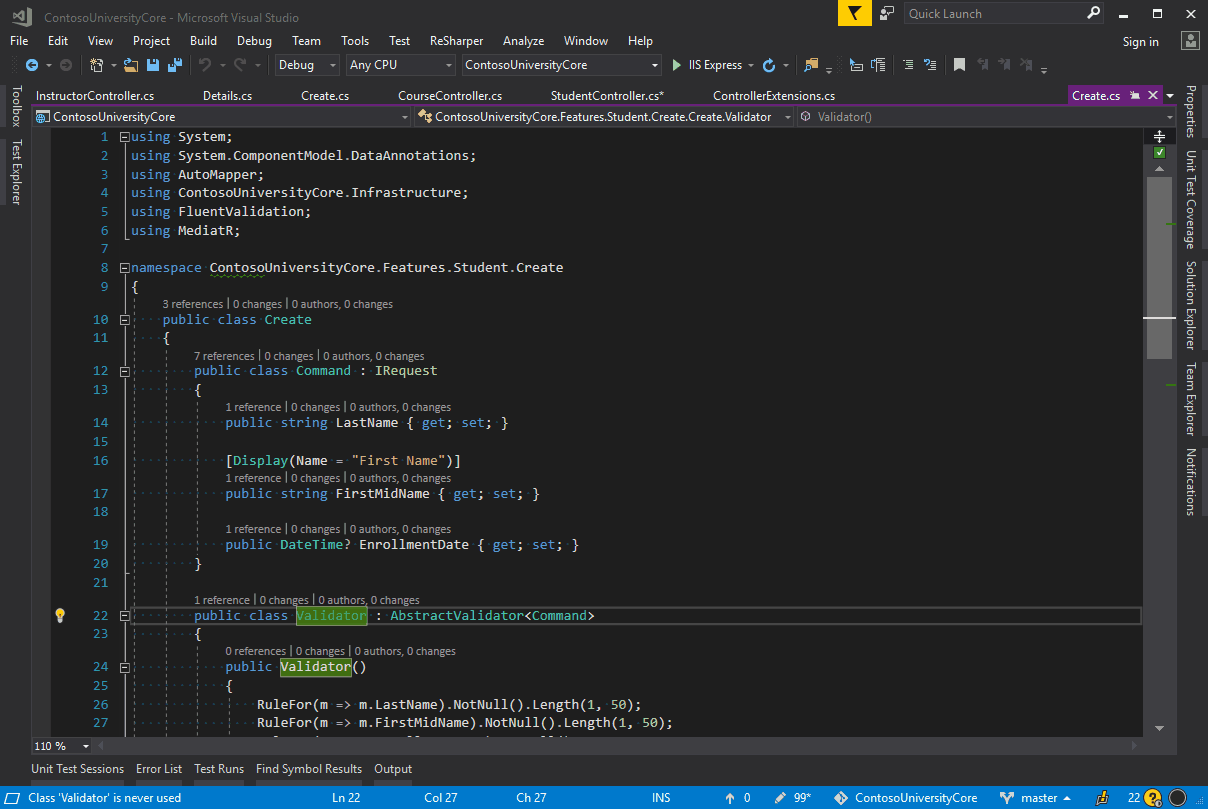 ContosoUniversityCore - Microsoft Visual Studio
Quick Launch
File Edit View Project Build Debug Team Tools Test ReSharper Analyze Window Help
Sign in
Debug Any CPU ContosoUniversityCore IIS Express
InstructorController.cs Details.cs Create.cs CourseController.cs StudentController.cs* ControllerExtensions.cs Create.cs
ContosoUniversityCore ContosoUniversityCore.Features.Student.Create.Create.Validator Validator()
Toolbox
Test Explorer
1 using System;
2 using System.ComponentModel.DataAnnotations;
3 using AutoMapper;
4 using ContosoUniversityCore.Infrastructure;
5 using FluentValidation;
6 using MediatR;
7
8 namespace ContosoUniversityCore.Features.Student.Create
9 {
3 references | 0 changes | 0 authors, 0 changes
10 public class Create
11 {
7 references | 0 changes | 0 authors, 0 changes
12 public class Command : IRequest
13 {
1 reference | 0 changes | 0 authors, 0 changes
14 public string LastName { get; set; }
15
16 [Display(Name = "First Name")]
1 reference | 0 changes | 0 authors, 0 changes
17 public string FirstMidName { get; set; }
18
1 reference | 0 changes | 0 authors, 0 changes
19 public DateTime? EnrollmentDate { get; set; }
20 }
21
1 reference | 0 changes | 0 authors, 0 changes
22 public class Validator : AbstractValidator<Command>
23 {
0 references | 0 changes | 0 authors, 0 changes
24 public Validator()
25 {
26 RuleFor(m => m.LastName).NotNull().Length(1, 50);
27 RuleFor(m => m.FirstMidName).NotNull().Length(1, 50);
Properties
Unit Test Coverage
Solution Explorer
Team Explorer
Notifications
110 %
Unit Test Sessions Error List Test Runs Find Symbol Results Output
Class 'Validator' is never used Ln 22 Col 27 Ch 27 INS 0 99* ContosoUniversityCore master 22